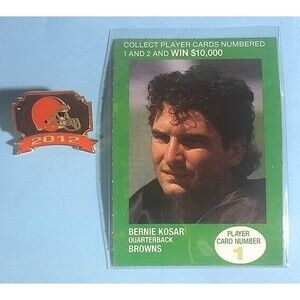 COLLECT PLAYER CARDS NUMBERED
1 AND 2 AND WIN $10,000
2012
BERNIE KOSAR
QUARTERBACK
BROWNS
PLAYER
CARD NUMBER
1